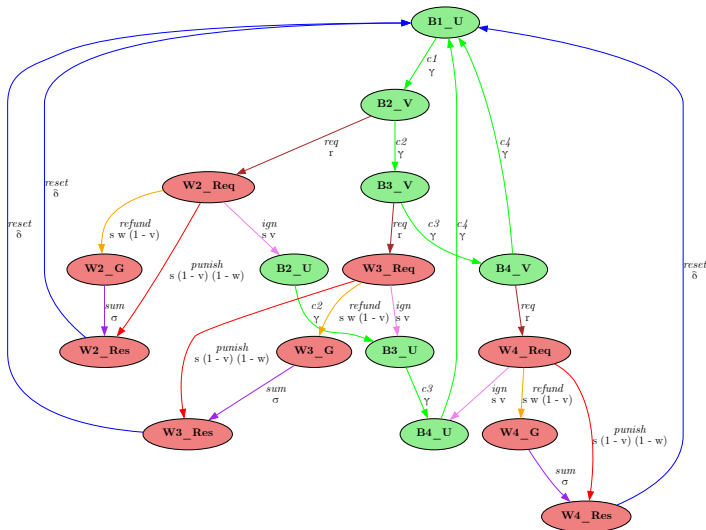 B1_U
c1
γ
B2_V
req
r
c2
γ
c4
γ
W2_Req
B3_V
reset
δ
reset
δ
refund
s w (1 - v)
ign
s v
req
r
c3
γ
c4
γ
W2_G
punish
s (1 - v) (1 - w)
B2_U
W3_Req
B4_V
reset
δ
sum
σ
c2
γ
refund
s w (1 - v)
ign
s v
req
r
W2_Res
punish
s (1 - v) (1 - w)
W3_G
B3_U
W4_Req
sum
σ
c3
γ
ign
s v
refund
s w (1 - v)
W3_Res
B4_U
W4_G
punish
s (1 - v) (1 - w)
sum
σ
W4_Res